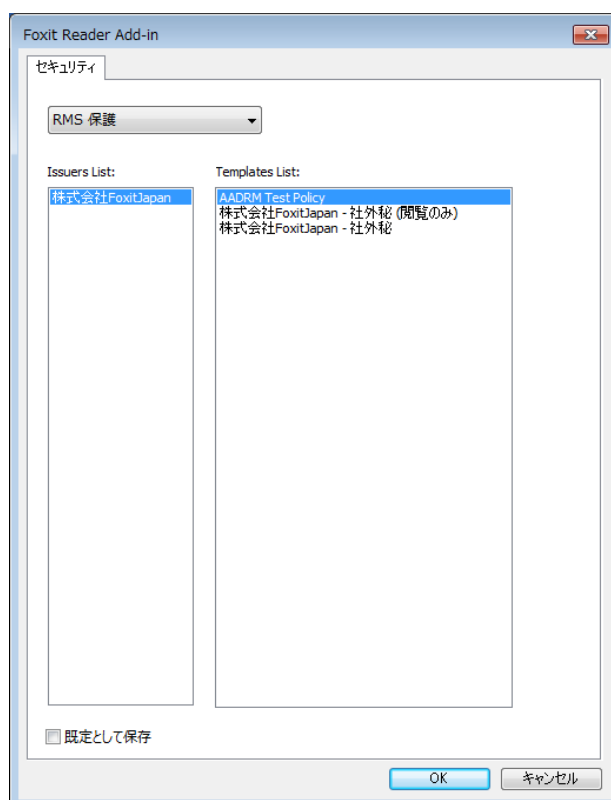 Foxit Reader Add-in
セキュリティ
RMS 保護
Issuers List:
Templates List:
株式会社FoxitJapan
AADRM Test Policy
株式会社FoxitJapan - 社外秘 (閲覧のみ)
株式会社FoxitJapan - 社外秘
既定として保存
OK
キャンセル